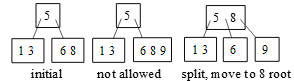 5
5
5 8
1 3
6 8
1 3
6 8 9
1 3
6
9
initial
not allowed
split, move to 8 root